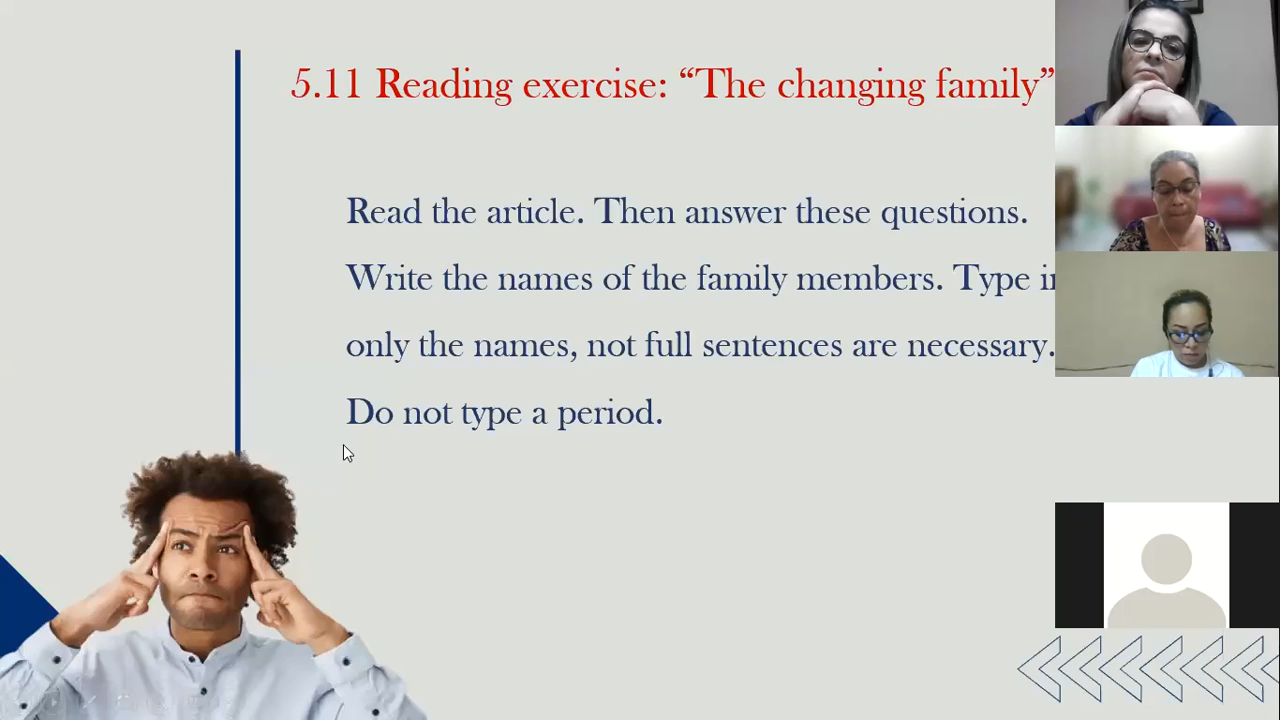 5.11 Reading exercise: “The changing family”
Read the article. Then answer these questions.
Write the names of the family members. Type
only the names, not full sentences are necessary.
Do not type a period.